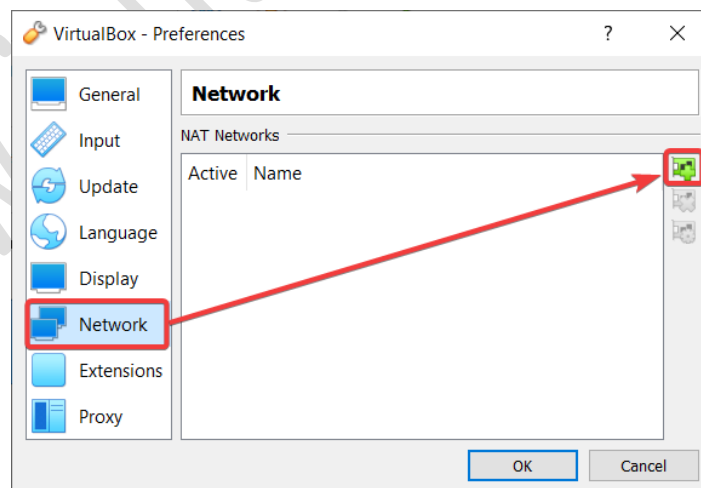 VirtualBox - Preferences ?
General
Input
Update
Language
Display
Network
Extensions
Proxy
Network
NAT Networks
Active Name
OK Cancel